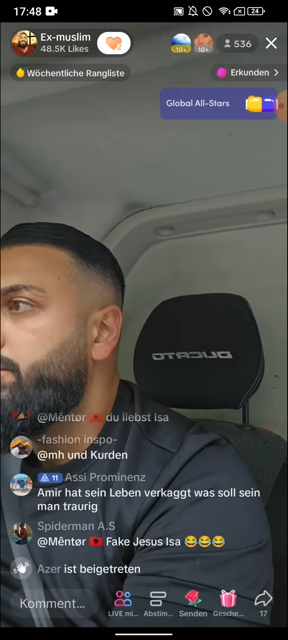 17:48
24
Ex-muslim
48.5K Likes
10+
10+
536
Wöchentliche Rangliste
Erkunden
Global All-Stars
DUCATO
@Mêntør 🇦🇱 du liebst Isa
-fashion inspo-
@mh und Kurden
11 Assi Prominenz
Amir hat sein Leben verkaggt was soll sein
man traurig
Spiderman A.S
@Mêntør 🇦🇱 Fake Jesus Isa 😂😂😂
Azer ist beigetreten
Komment...
LIVE mi...
Abstim...
Senden
Gesche...
17